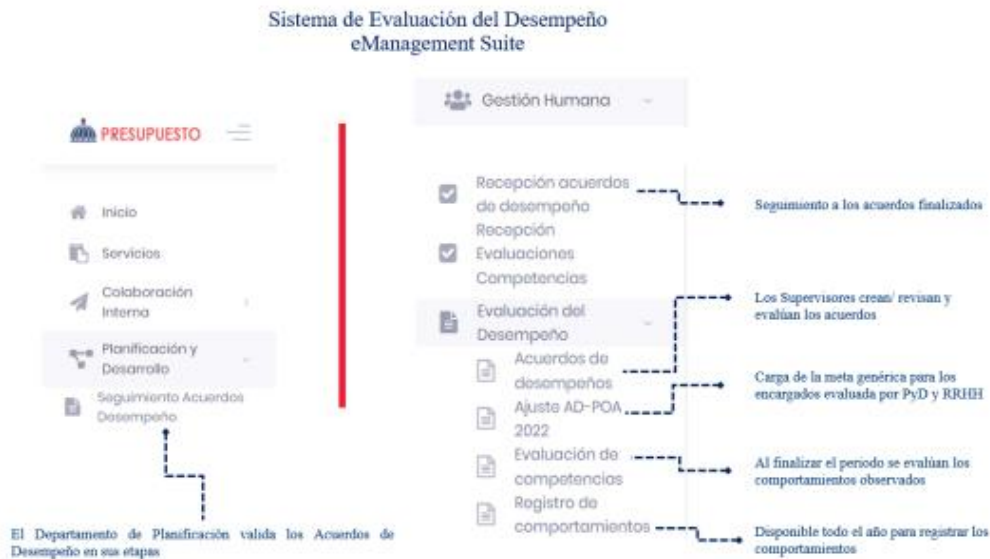 Sistema de Evaluación del Desempeño
eManagement Suite
PRESUPUESTO
Inicio
Servicios
Colaboración
Interna
Planificación y
Desarrollo
Seguimiento Acuerdos
Desempeño
El Departamento de Planificación valida los Acuerdos de
Desempeño en sus etapas
Gestión Humana
Recepción acuerdos
de desempeño
Recepción
Evaluaciones
Competencias
Evaluación del
Desempeño
Acuerdos de
desempeños
Ajuste AD-POA
2022
Evaluación de
competencias
Registro de
comportamientos
Seguimiento a los acuerdos finalizados
Los Supervisores crean/ revisan y
evalúan los acuerdos
Carga de la meta genérica para los
encargados evaluada por PyD y RRHH
Al finalizar el periodo se evalúan los
comportamientos observados
Disponible todo el año para registrar los
comportamientos